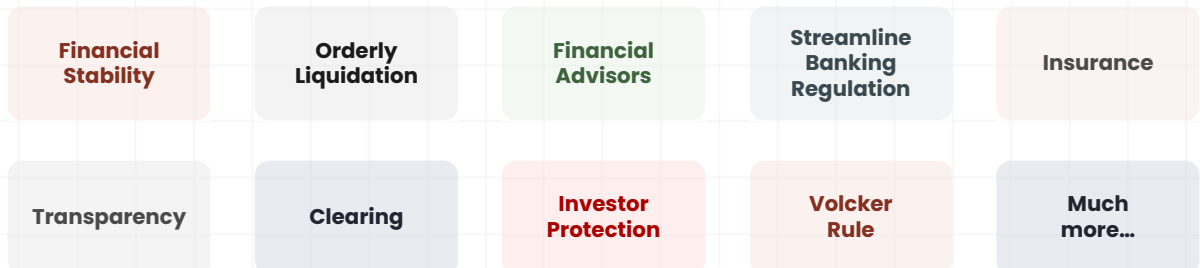 Financial
Stability
Orderly
Liquidation
Financial
Advisors
Streamline
Banking
Regulation
Insurance
Transparency
Clearing
Investor
Protection
Volcker
Rule
Much
more...